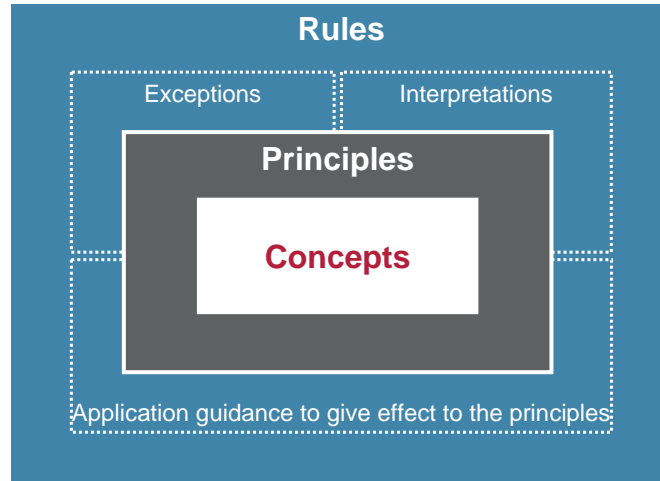 Rules
Exceptions
Interpretations
Principles
Concepts
Application guidance to give effect to the principles